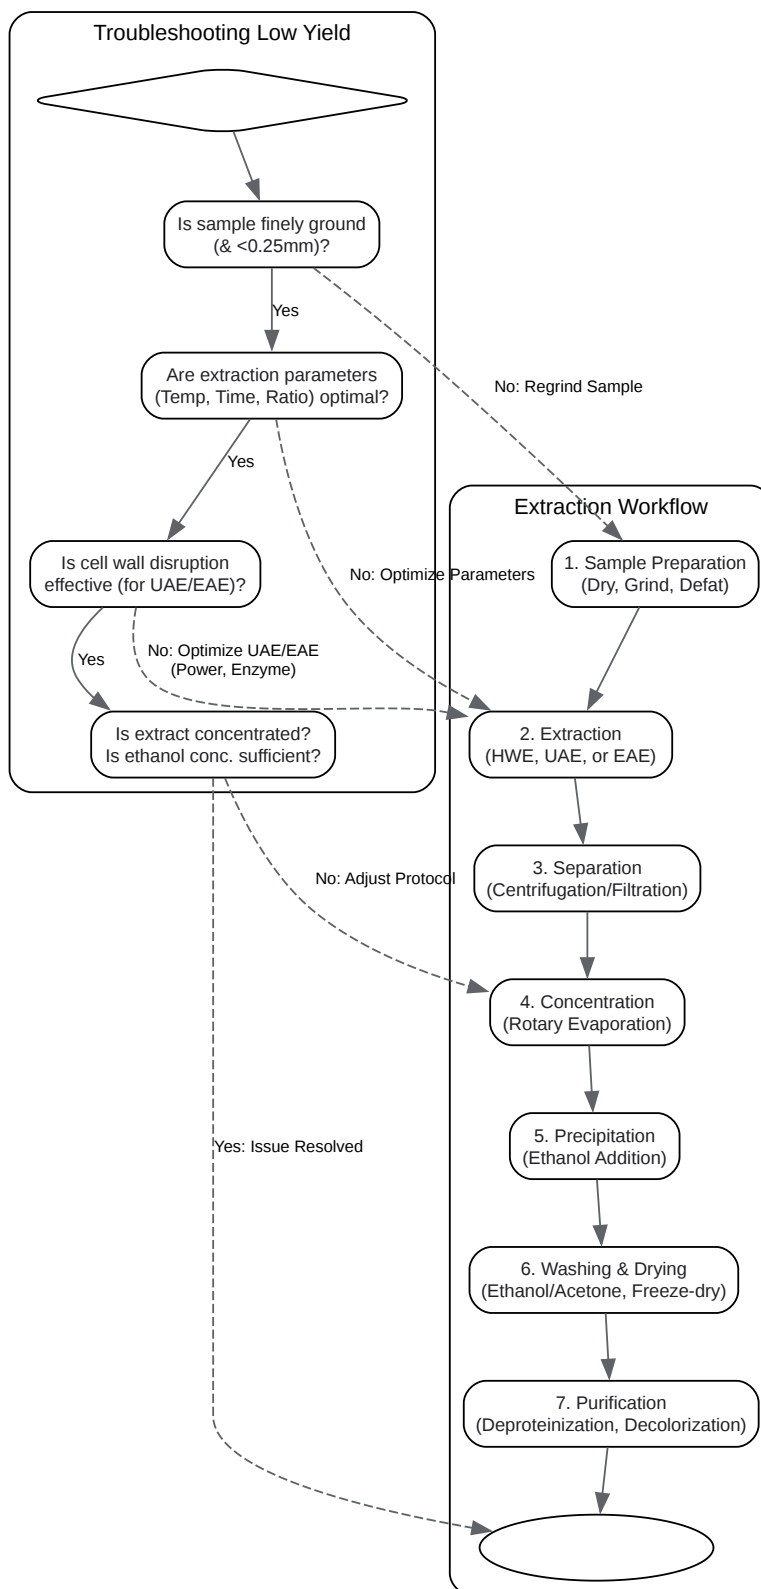 Troubleshooting Low Yield
Is sample finely ground
(& <0.25mm)?
Yes
Are extraction parameters
(Temp, Time, Ratio) optimal?
No: Regrind Sample
Yes
Extraction Workflow
Is cell wall disruption
effective (for UAE/EAE)?
No: Optimize Parameters
1. Sample Preparation
(Dry, Grind, Defat)
Yes
No: Optimize UAE/EAE
(Power, Enzyme)
Is extract concentrated?
Is ethanol conc. sufficient?
2. Extraction
(HWE, UAE, or EAE)
No: Adjust Protocol
3. Separation
(Centrifugation/Filtration)
4. Concentration
(Rotary Evaporation)
Yes: Issue Resolved
5. Precipitation
(Ethanol Addition)
6. Washing & Drying
(Ethanol/Acetone, Freeze-dry)
7. Purification
(Deproteinization, Decolorization)